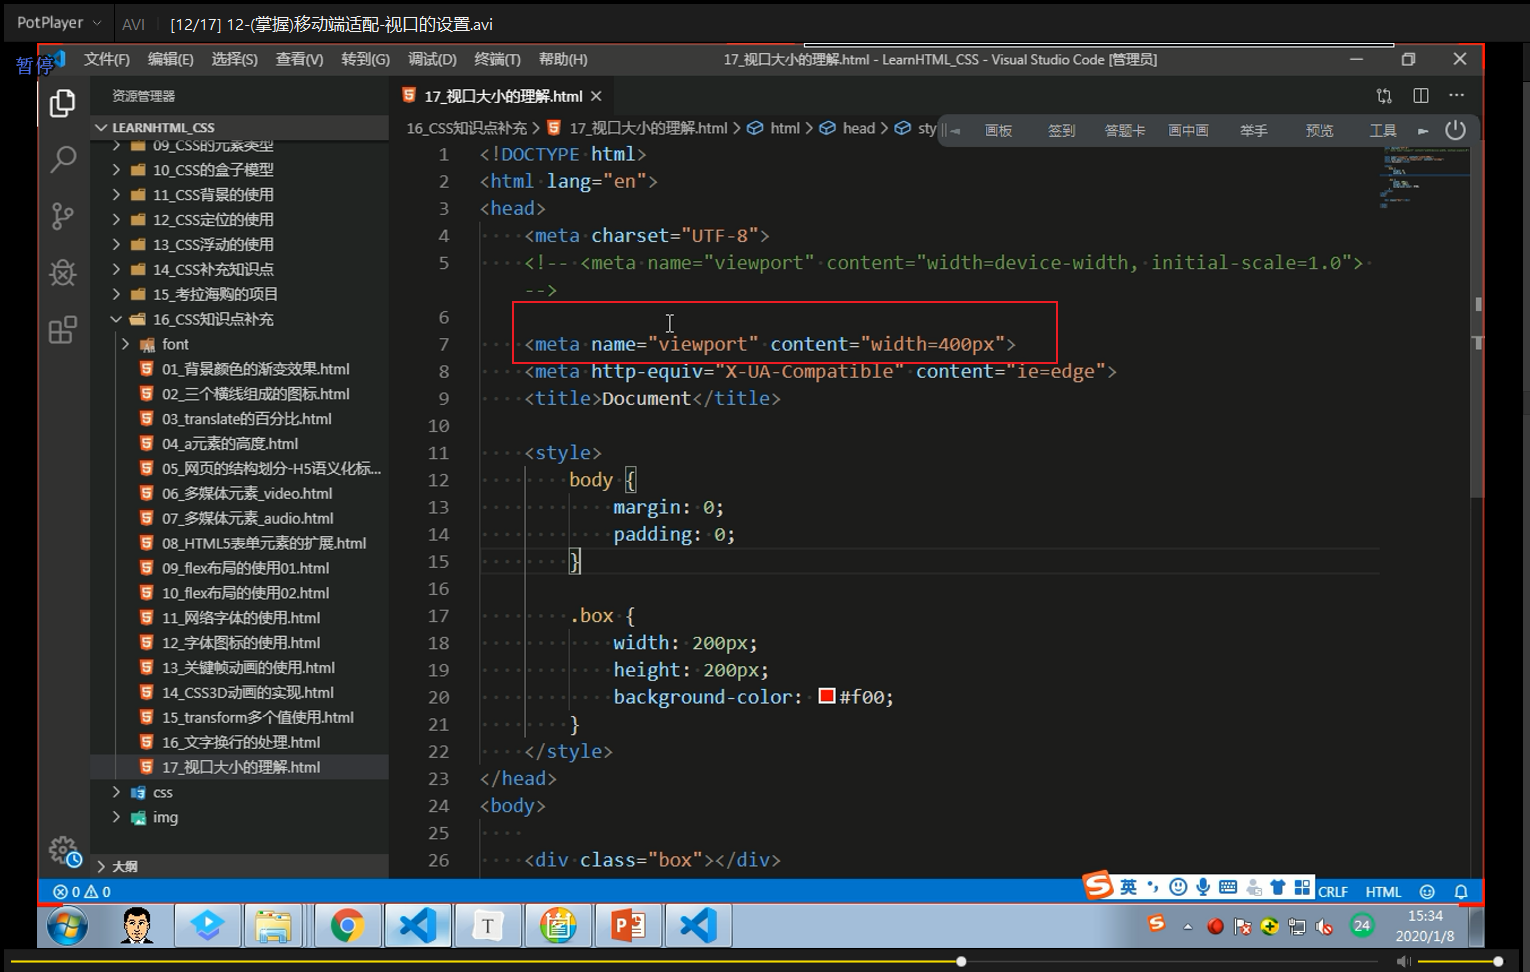 PotPlayer AVI [12/17] 12-(掌握)移动端适配-视口的设置.avi
暂停
文件(F) 编辑(E) 选择(S) 查看(V) 转到(G) 调试(D) 终端(T) 帮助(H) 17_视口大小的理解.html - LearnHTML_CSS - Visual Studio Code [管理员]
资源管理器
17_视口大小的理解.html
LEARNHTML_CSS
16_CSS知识点补充 > 17_视口大小的理解.html > html > head > sty
画板 签到 答题卡 画中画 举手 预览 工具
09_CSS的元素类型
10_CSS的盒子模型
11_CSS背景的使用
12_CSS定位的使用
13_CSS浮动的使用
14_CSS补充知识点
15_考拉海购的项目
16_CSS知识点补充
font
01_背景颜色的渐变效果.html
02_三个横线组成的图标.html
03_translate的百分比.html
04_a元素的高度.html
05_网页的结构划分-H5语义化标...
06_多媒体元素_video.html
07_多媒体元素_audio.html
08_HTML5表单元素的扩展.html
09_flex布局的使用01.html
10_flex布局的使用02.html
11_网络字体的使用.html
12_字体图标的使用.html
13_关键帧动画的使用.html
14_CSS3D动画的实现.html
15_transform多个值使用.html
16_文字换行的处理.html
17_视口大小的理解.html
css
img
大纲
1 <!DOCTYPE html>
2 <html lang="en">
3 <head>
4 <meta charset="UTF-8">
5 <!-- <meta name="viewport" content="width=device-width, initial-scale=1.0">
-->
6
7 <meta name="viewport" content="width=400px">
8 <meta http-equiv="X-UA-Compatible" content="ie=edge">
9 <title>Document</title>
10
11 <style>
12 body {
13 margin: 0;
14 padding: 0;
15 }
16
17 .box {
18 width: 200px;
19 height: 200px;
20 background-color: #f00;
21 }
22 </style>
23 </head>
24 <body>
25
26 <div class="box"></div>
0 0
英
CRLF HTML
T
24
15:34
2020/1/8